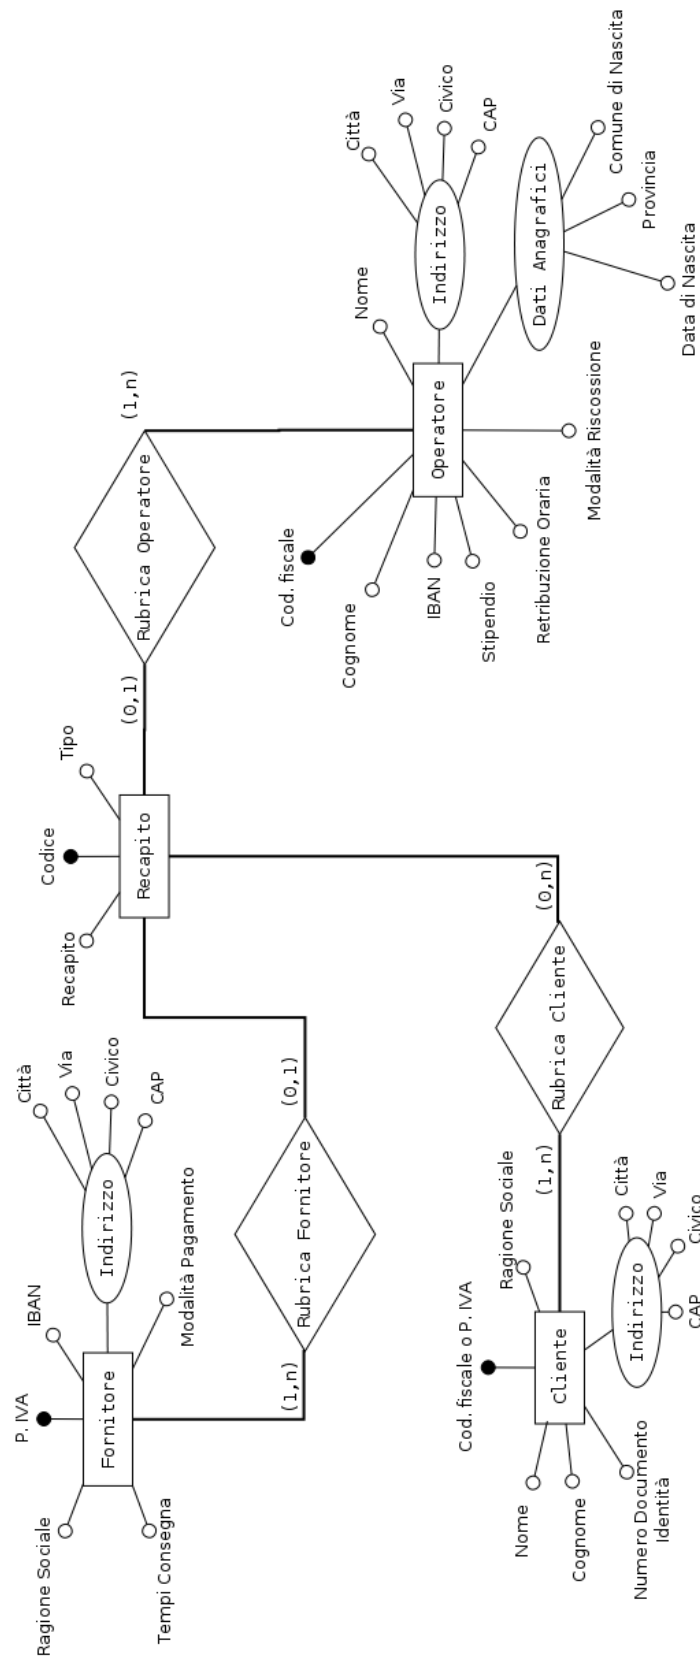 Ragione Sociale
P. IVA
IBAN
Fornitore
Tempi Consegna
Indirizzo
Città
Via
Civico
CAP
Modalità Pagamento
(1,n)
Rubrica Fornitore
(0,1)
Recapito
Codice
Tipo
Recapito
(0,1)
Rubrica Operatore
(1,n)
Cod. fiscale
Cognome
IBAN
Stipendio
Retribuzione Oraria
Modalità Riscossione
Operatore
Nome
Indirizzo
Città
Via
Civico
CAP
Dati Anagrafici
Comune di Nascita
Provincia
Data di Nascita
(0,n)
Rubrica Cliente
(1,n)
Cod. fiscale o P. IVA
Ragione Sociale
Cliente
Nome
Cognome
Numero Documento
Identità
Indirizzo
Città
Via
Civico
CAP